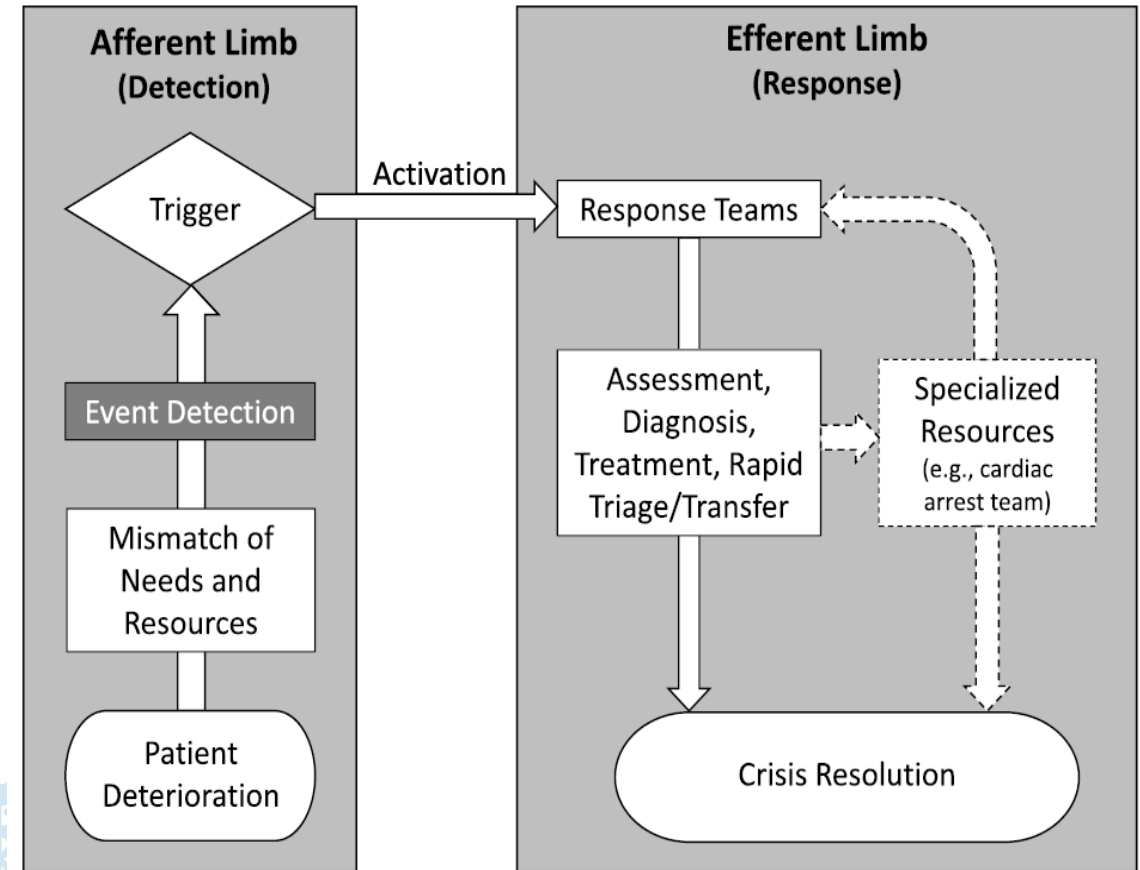 Afferent Limb
(Detection)
Trigger
Event Detection
Mismatch of
Needs and
Resources
Patient
Deterioration
Activation
Efferent Limb
(Response)
Response Teams
Assessment,
Diagnosis,
Treatment, Rapid
Triage/Transfer
Specialized
Resources
(e.g., cardiac
arrest team)
Crisis Resolution